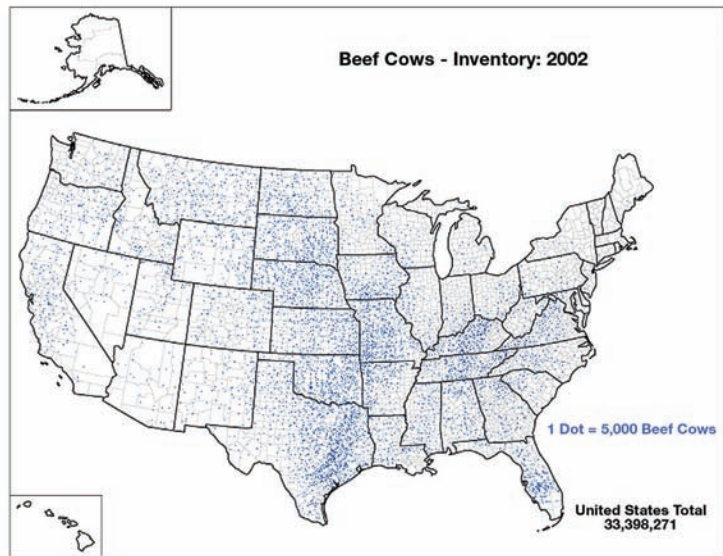 Beef Cows - Inventory: 2002
1 Dot = 5,000 Beef Cows
United States Total
33,398,271